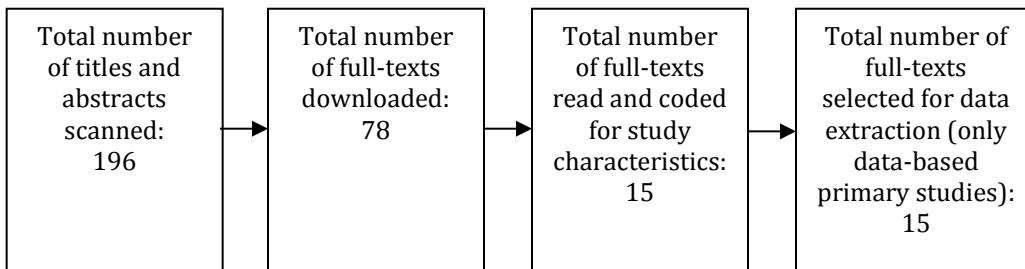 Total number
of titles and
abstracts
scanned:
196
Total number
of full-texts
downloaded:
78
Total number
of full-texts
read and coded
for study
characteristics:
15
Total number of
full-texts
selected for data
extraction (only
data-based
primary studies):
15